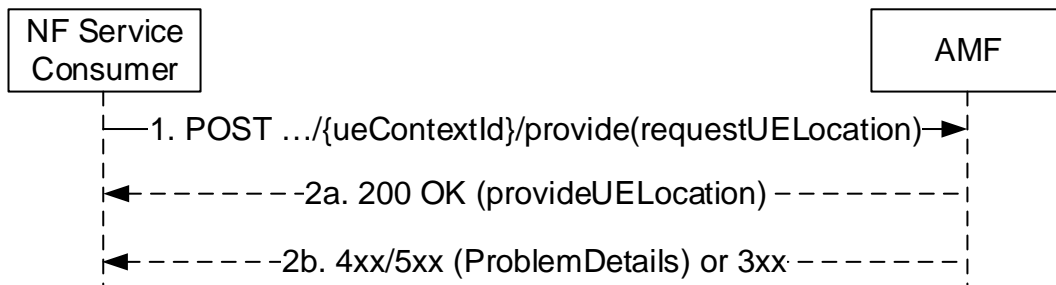 NF Service
Consumer
AMF
1. POST …/{ueContextId}/provide(requestUELocation)
2a. 200 OK (provideUELocation)
2b. 4xx/5xx (ProblemDetails) or 3xx